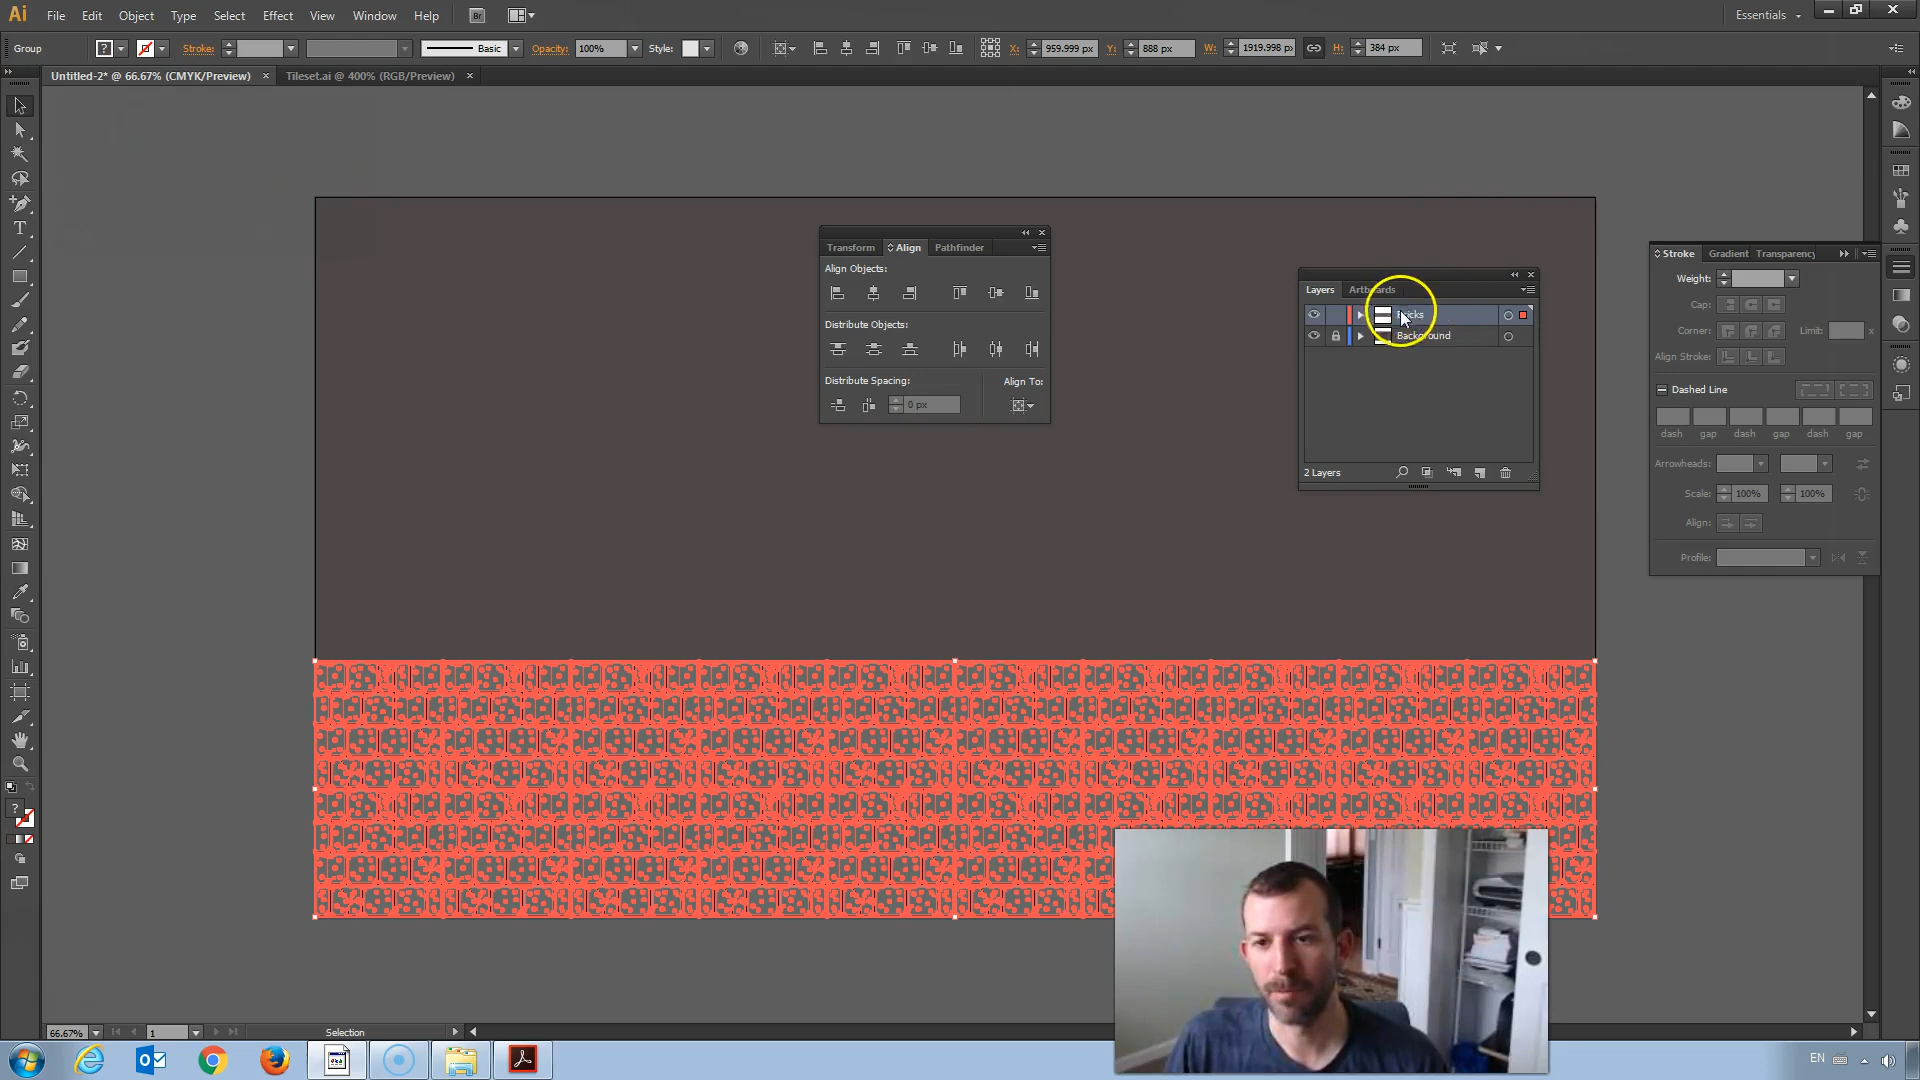 Ai File Edit Object Type Select Effect View Window Help Br Essentials
Group ? Stroke: Basic Opacity: 100% Style: X: 959.999 px Y: 888 px W: 1919.998 px H: 384 px
Untitled-2* @ 66.67% (CMYK/Preview) × Tileset.ai @ 400% (RGB/Preview) ×
Transform Align Pathfinder
Align Objects:
Distribute Objects:
Distribute Spacing: Align To:
0 px
Layers Artboards
Bricks
Background
2 Layers
Stroke Gradient Transparency
Weight:
Cap:
Corner: Limit: x
Align Stroke:
Dashed Line
dash gap dash gap dash gap
Arrowheads:
Scale: 100% 100%
Align:
Profile:
?
66.67% 1 Selection
EN